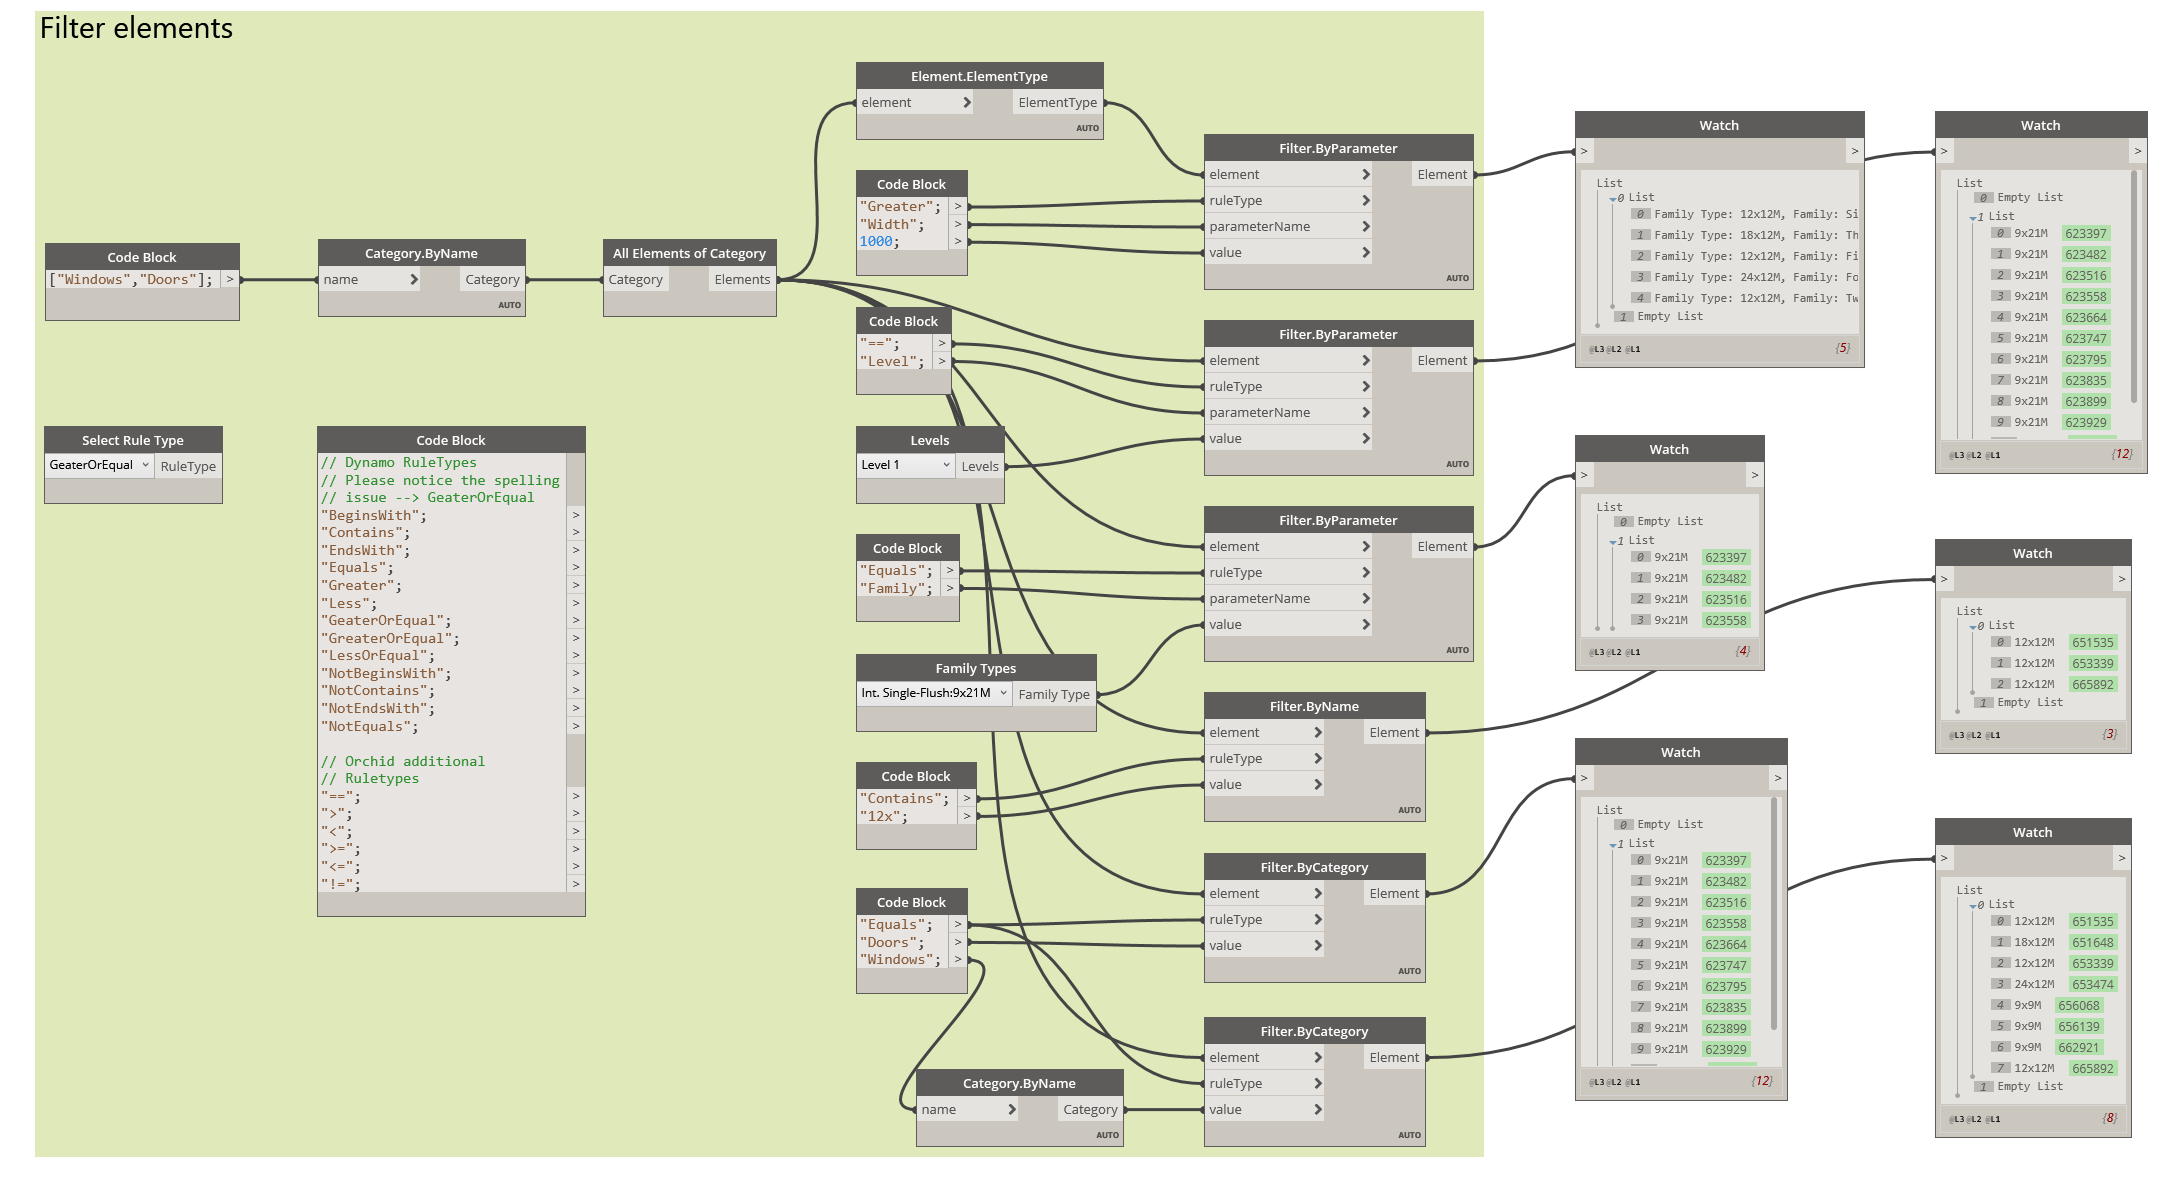 Filter elements
Code Block
["Windows","Doors"];
>
Category.ByName
name
Category
AUTO
All Elements of Category
Category
Elements
Select Rule Type
GeaterOrEqual
RuleType
Code Block
// Dynamo RuleTypes
// Please notice the spelling
// issue --> GeaterOrEqual
"BeginsWith"; >
"Contains"; >
"EndsWith"; >
"Equals"; >
"Greater"; >
"Less"; >
"GeaterOrEqual"; >
"GreaterOrEqual"; >
"LessOrEqual"; >
"NotBeginsWith"; >
"NotContains"; >
"NotEndsWith"; >
"NotEquals"; >
// Orchid additional
// Ruletypes
"=="; >
">"; >
"<"; >
">="; >
"<="; >
"!="; >
Element.ElementType
element
ElementType
AUTO
Code Block
"Greater"; >
"Width"; >
1000; >
Code Block
"=="; >
"Level"; >
Levels
Level 1
Levels
Code Block
"Equals"; >
"Family"; >
Family Types
Int. Single-Flush:9x21M
Family Type
Code Block
"Contains"; >
"12x"; >
Code Block
"Equals"; >
"Doors"; >
"Windows"; >
Category.ByName
name
Category
AUTO
Filter.ByParameter
element
Element
ruleType
parameterName
value
AUTO
Filter.ByParameter
element
Element
ruleType
parameterName
value
AUTO
Filter.ByParameter
element
Element
ruleType
parameterName
value
AUTO
Filter.ByName
element
Element
ruleType
value
AUTO
Filter.ByCategory
element
Element
ruleType
value
AUTO
Filter.ByCategory
element
Element
ruleType
value
AUTO
Watch
> >
List
0 List
0 Family Type: 12x12M, Family: Si
1 Family Type: 18x12M, Family: Th
2 Family Type: 12x12M, Family: Fi
3 Family Type: 24x12M, Family: Fo
4 Family Type: 12x12M, Family: Tw
1 Empty List
@L3 @L2 @L1 {5}
Watch
> >
List
0 Empty List
1 List
0 9x21M 623397
1 9x21M 623482
2 9x21M 623516
3 9x21M 623558
4 9x21M 623664
5 9x21M 623747
6 9x21M 623795
7 9x21M 623835
8 9x21M 623899
9 9x21M 623929
@L3 @L2 @L1 {12}
Watch
> >
List
0 Empty List
1 List
0 9x21M 623397
1 9x21M 623482
2 9x21M 623516
3 9x21M 623558
@L3 @L2 @L1 {4}
Watch
> >
List
0 List
0 12x12M 651535
1 12x12M 653339
2 12x12M 665892
1 Empty List
@L3 @L2 @L1 {3}
Watch
> >
List
0 Empty List
1 List
0 9x21M 623397
1 9x21M 623482
2 9x21M 623516
3 9x21M 623558
4 9x21M 623664
5 9x21M 623747
6 9x21M 623795
7 9x21M 623835
8 9x21M 623899
9 9x21M 623929
@L3 @L2 @L1 {12}
Watch
> >
List
0 List
0 12x12M 651535
1 18x12M 651648
2 12x12M 653339
3 24x12M 653474
4 9x9M 656068
5 9x9M 656139
6 9x9M 662921
7 12x12M 665892
1 Empty List
@L3 @L2 @L1 {8}